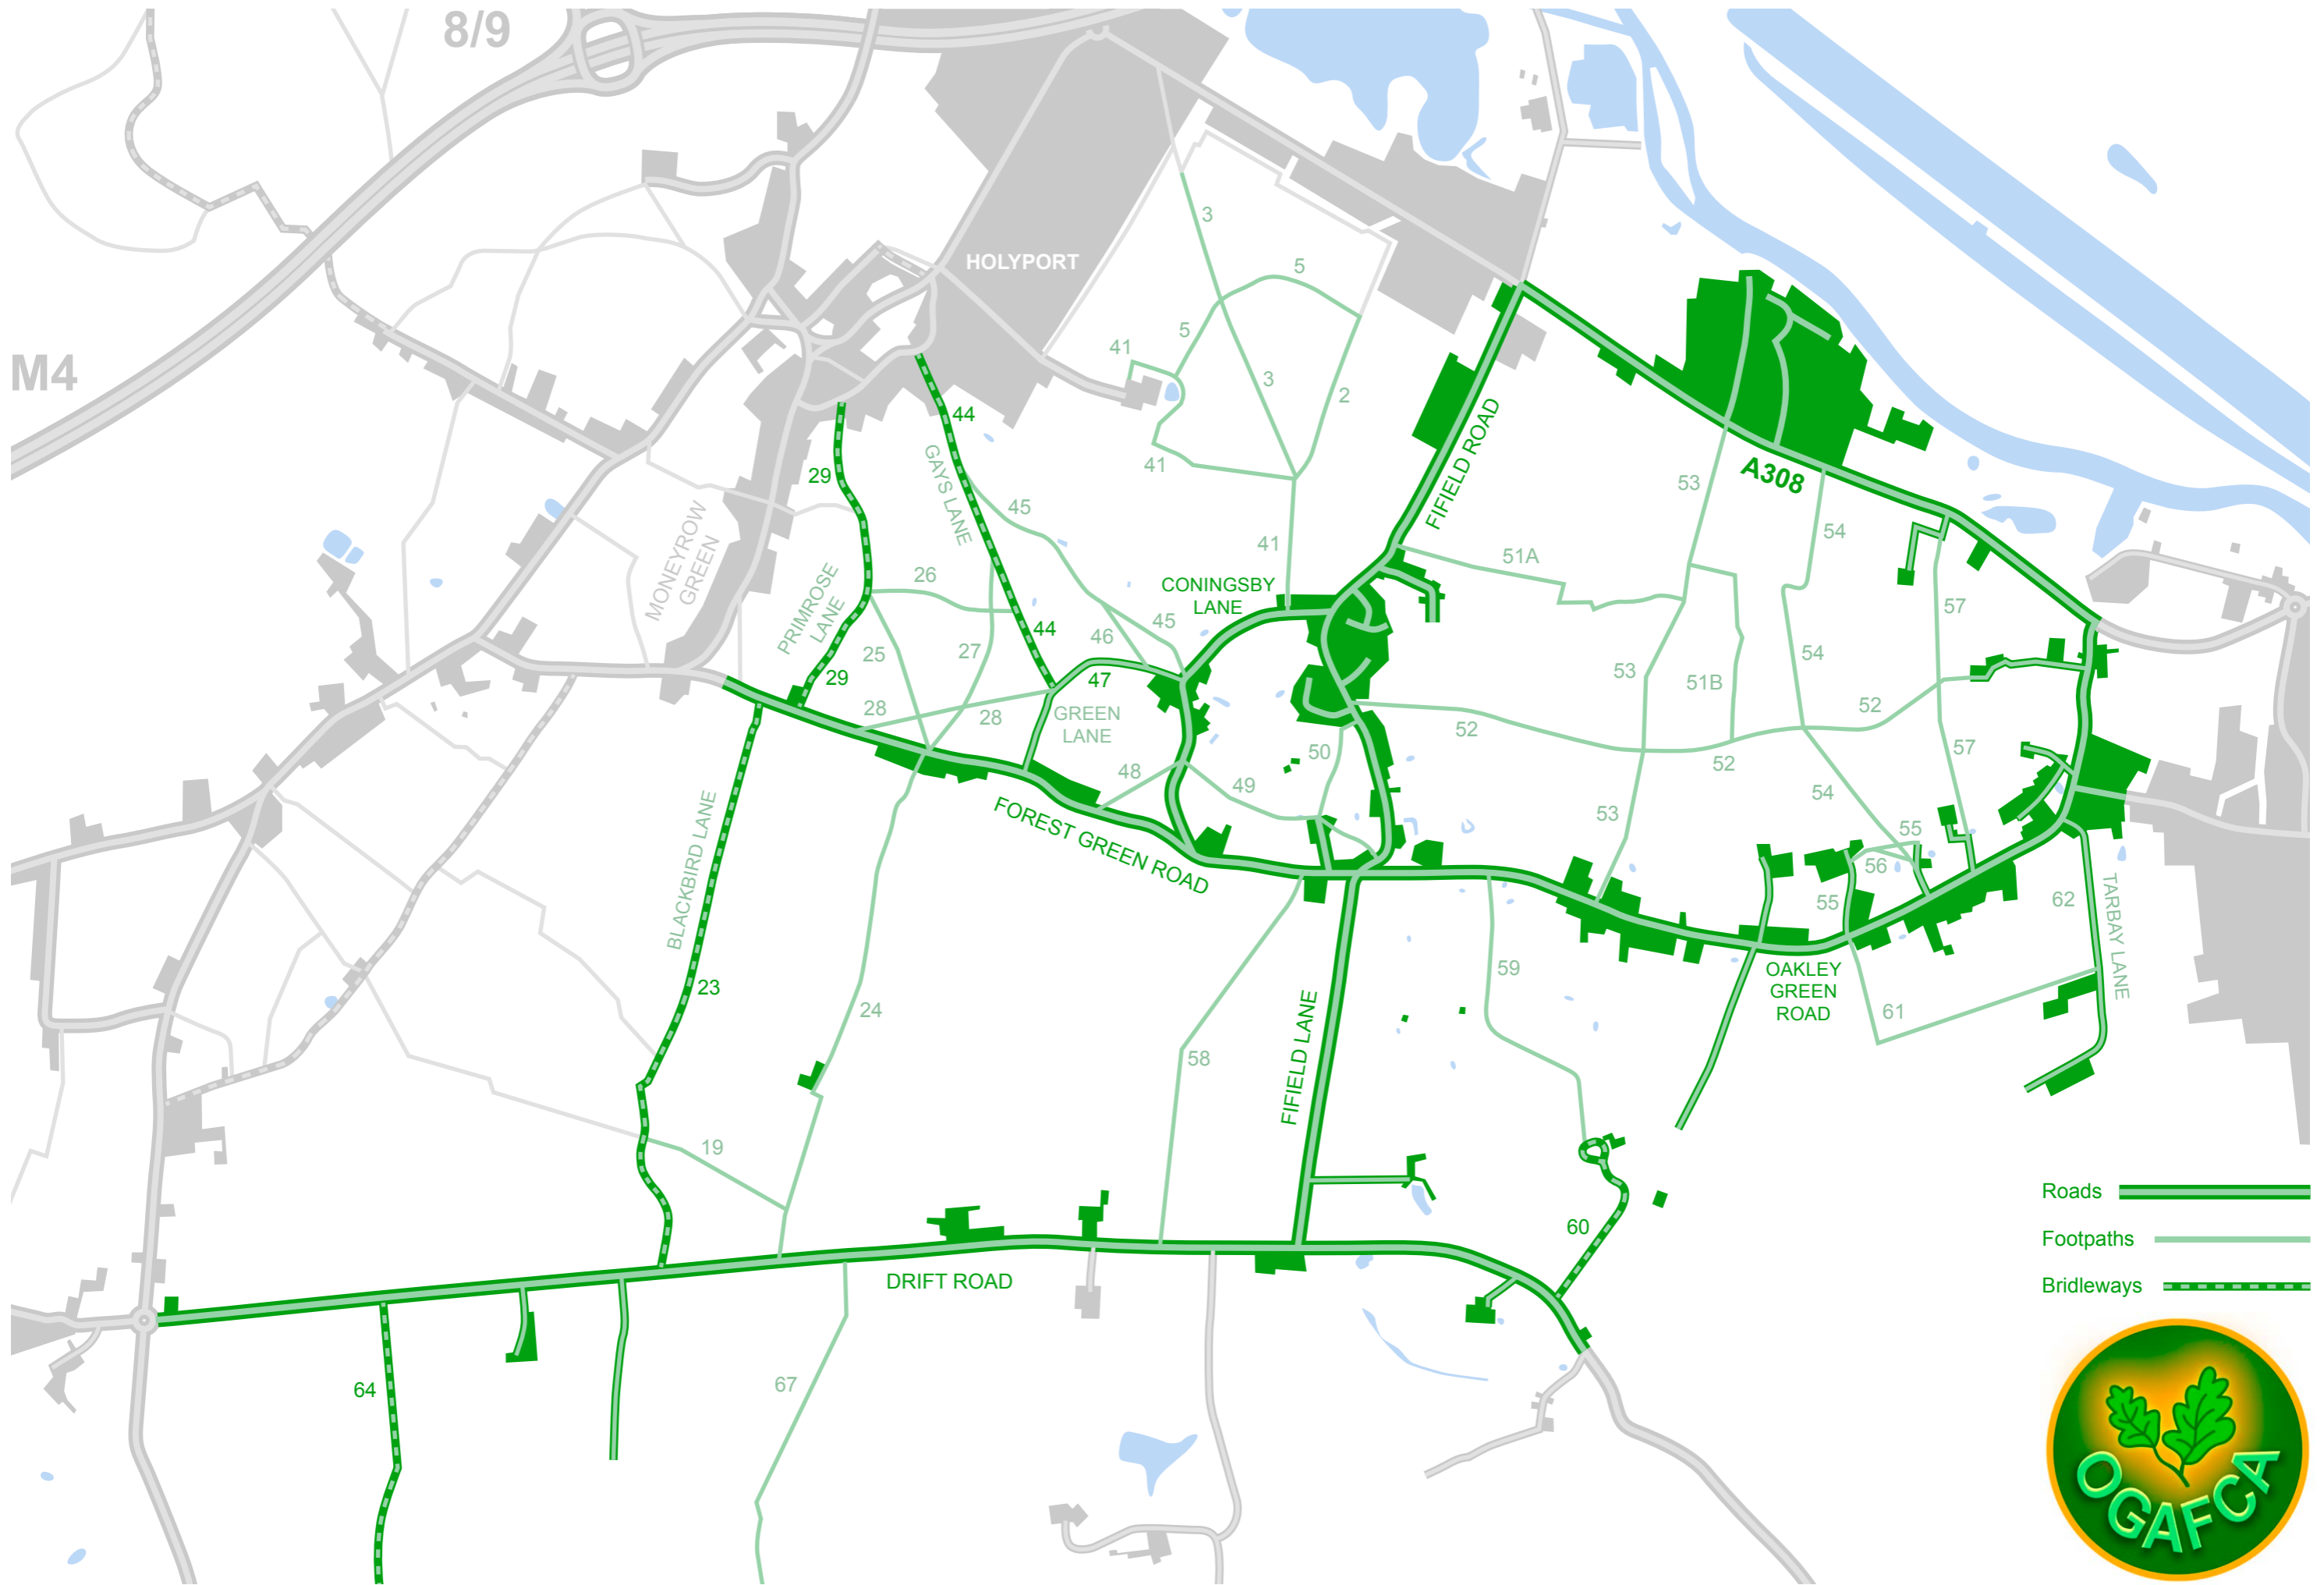 8/9
M4
HOLYPORT
3
5
5
41
3
2
44
41
29
GAYS LANE
45
FIFIELD ROAD
A308
53
54
MONEYROW
GREEN
41
51A
26
CONINGSBY
LANE
PRIMROSE
LANE
57
44
46
45
25
27
54
53
51B
29
47
28
28
GREEN
LANE
52
52
50
57
52
48
49
54
BLACKBIRD LANE
53
FOREST GREEN ROAD
55
56
55
62
TARBAY LANE
23
24
59
OAKLEY
GREEN
ROAD
61
FIFIELD LANE
58
19
Roads
60
Footpaths
DRIFT ROAD
Bridleways
64
67
OGAFCA